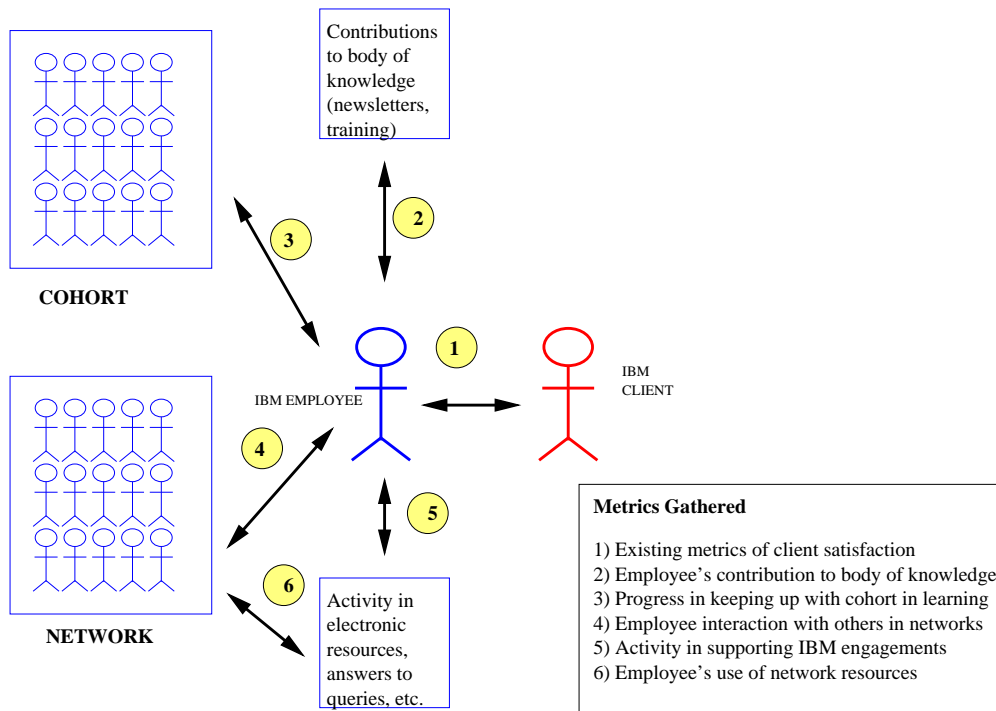 Contributions
to body of
knowledge
(newsletters,
training)
2
3
COHORT
1
IBM EMPLOYEE
IBM
CLIENT
4
5
6
NETWORK
Activity in
electronic
resources,
answers to
queries, etc.
Metrics Gathered
1) Existing metrics of client satisfaction
2) Employee's contribution to body of knowledge
3) Progress in keeping up with cohort in learning
4) Employee interaction with others in networks
5) Activity in supporting IBM engagements
6) Employee's use of network resources